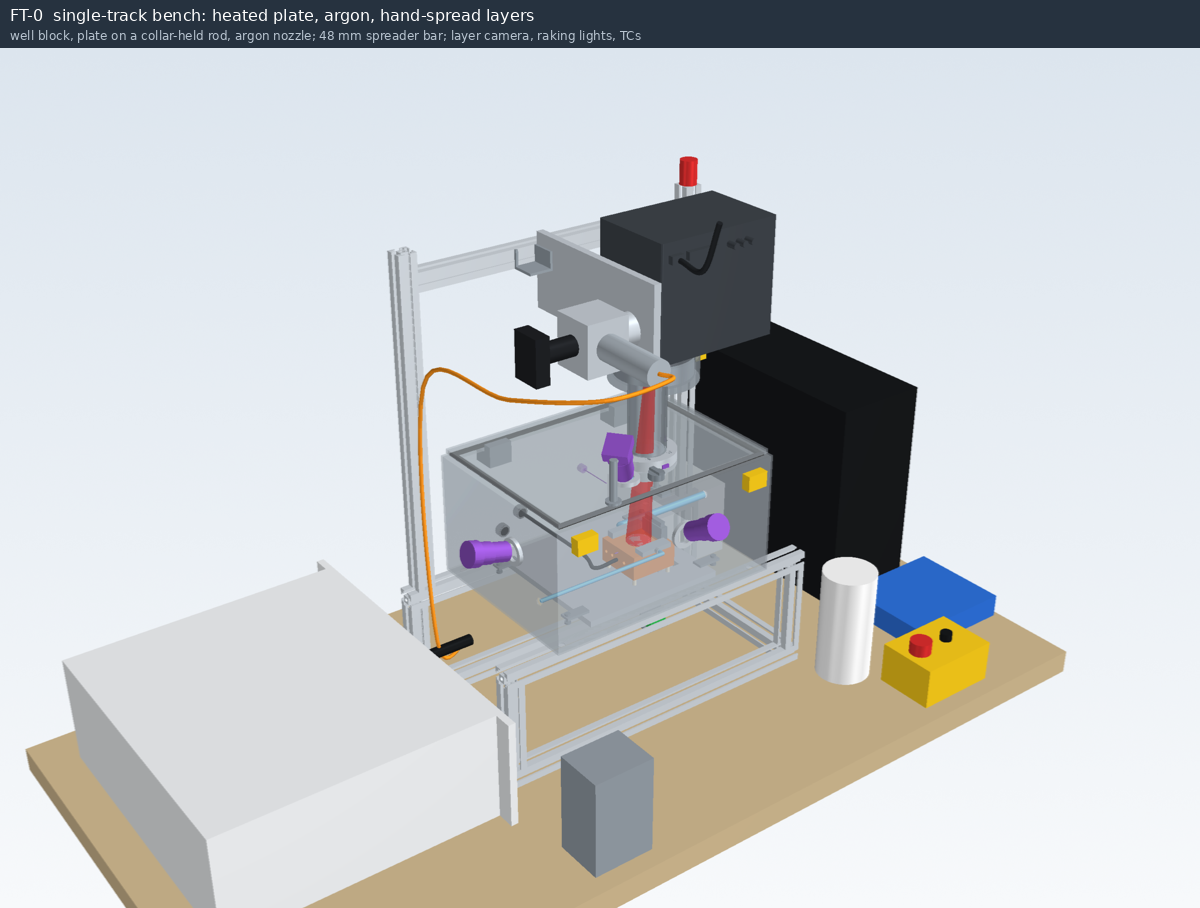 FT-0 single-track bench: heated plate, argon, hand-spread layers
well block, plate on a collar-held rod, argon nozzle; 48 mm spreader bar; layer camera, raking lights, TCs